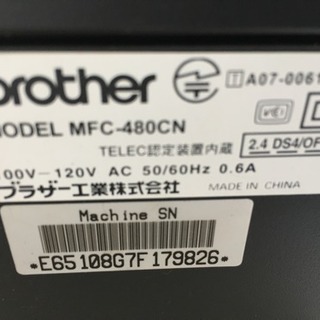 brother
T A07-0061
MODEL MFC-480CN
TELEC認定装置内蔵
2.4 DS4/OF
100V-120V AC 50/60Hz 0.6A
ブラザー工業株式会社
MADE IN CHINA
Machine SN
*E65108G7F179826*